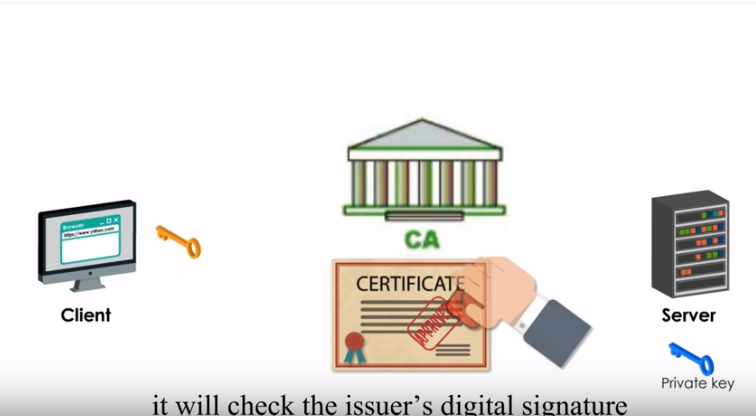 CA
Browser
https://www.yahoo.com
CERTIFICATE
APPROVED
Client
Server
Private key
it will check the issuer's digital signature